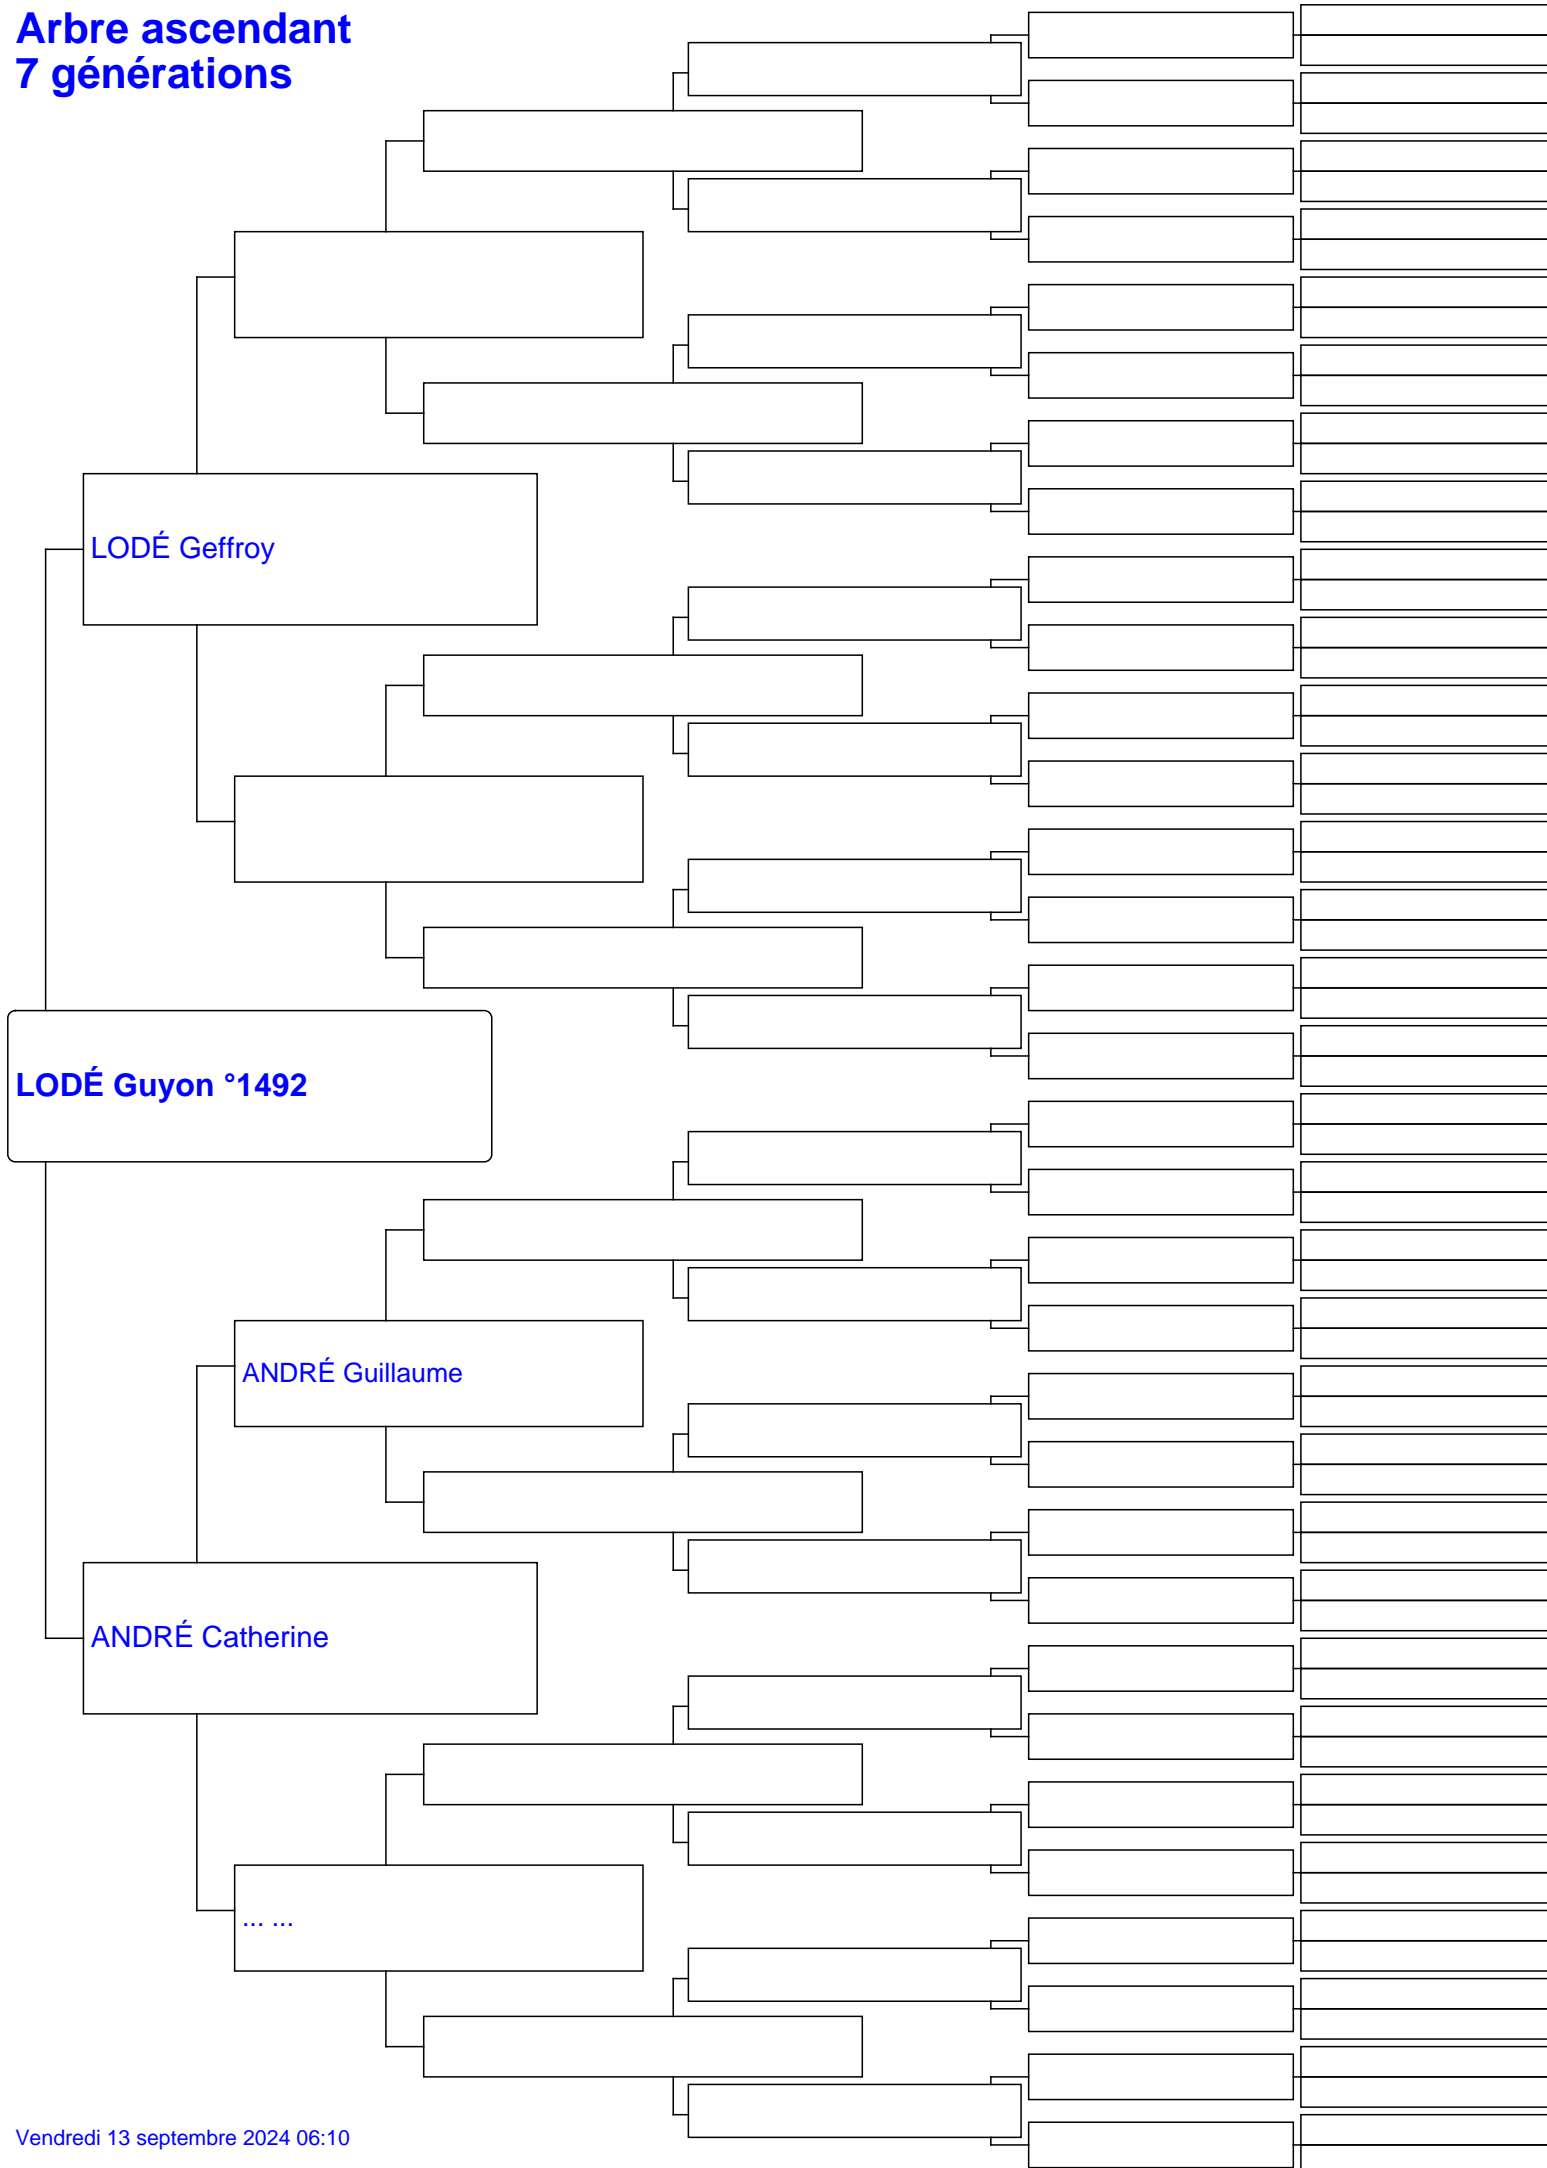 Arbre ascendant
7 générations
LODÉ Geffroy
LODÉ Guyon °1492
ANDRÉ Guillaume
ANDRÉ Catherine
... ...
Vendredi 13 septembre 2024 06:10